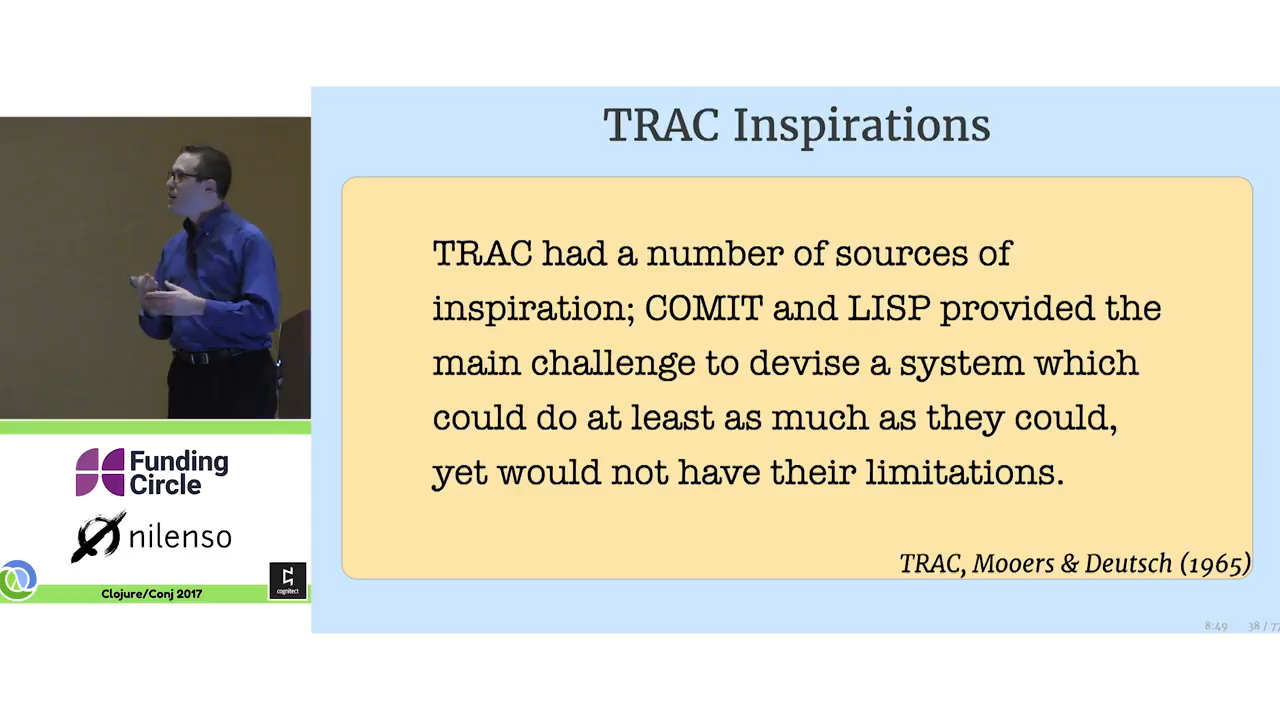 TRAC Inspirations
TRAC had a number of sources of
inspiration; COMIT and LISP provided the
main challenge to devise a system which
could do at least as much as they could,
yet would not have their limitations.
TRAC, Mooers & Deutsch (1965)
8:49 38 / 77
Funding
Circle
nilenso
Clojure/Conj 2017
cognitect